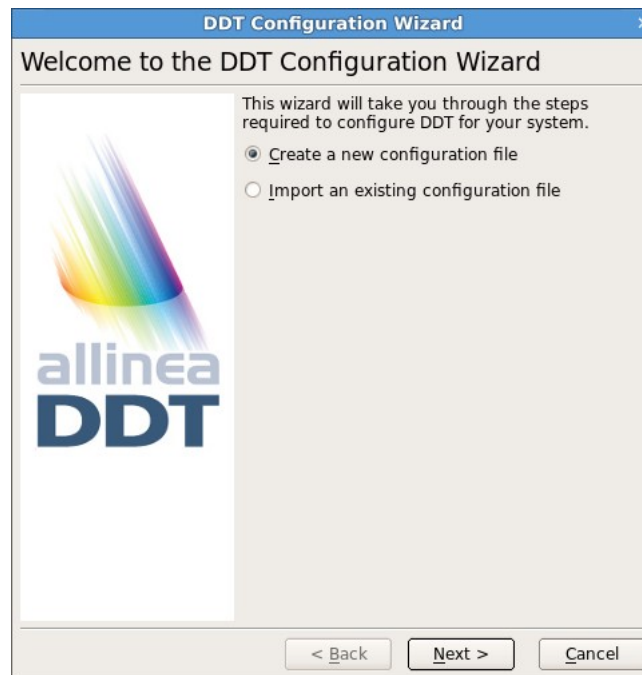 DDT Configuration Wizard
Welcome to the DDT Configuration Wizard
This wizard will take you through the steps
required to configure DDT for your system.
Create a new configuration file
Import an existing configuration file
allinea
DDT
< Back
Next >
Cancel